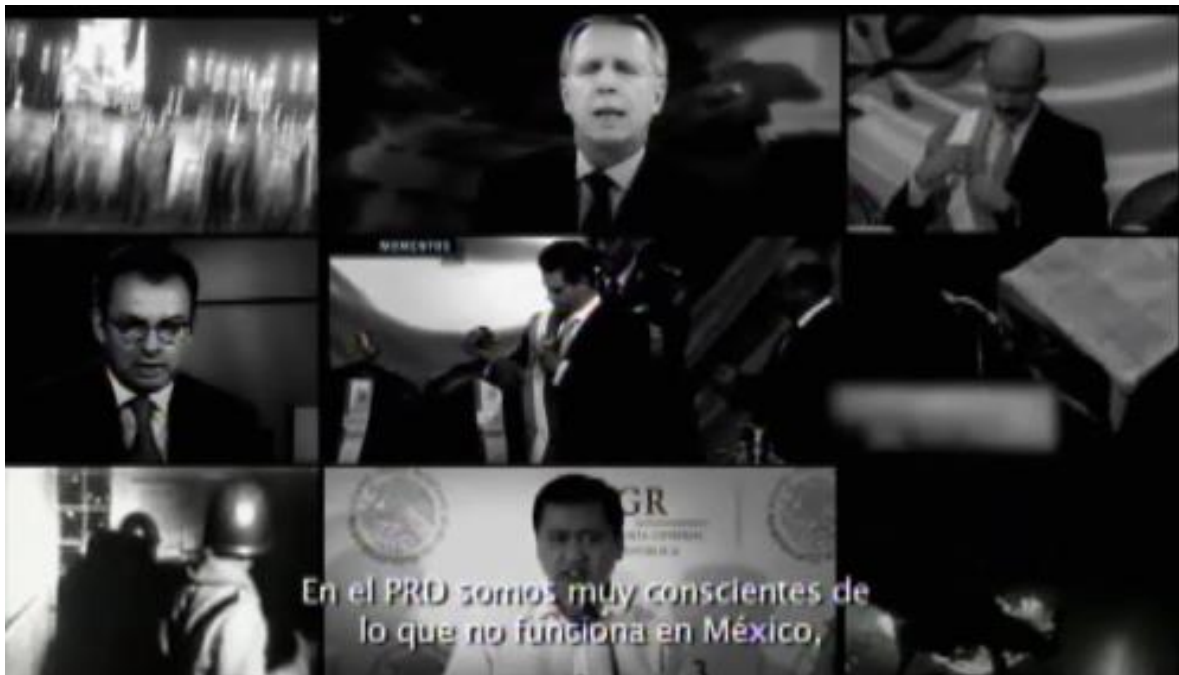 MOMENTOS
GR
En el PRD somos muy conscientes de
lo que no funciona en México,